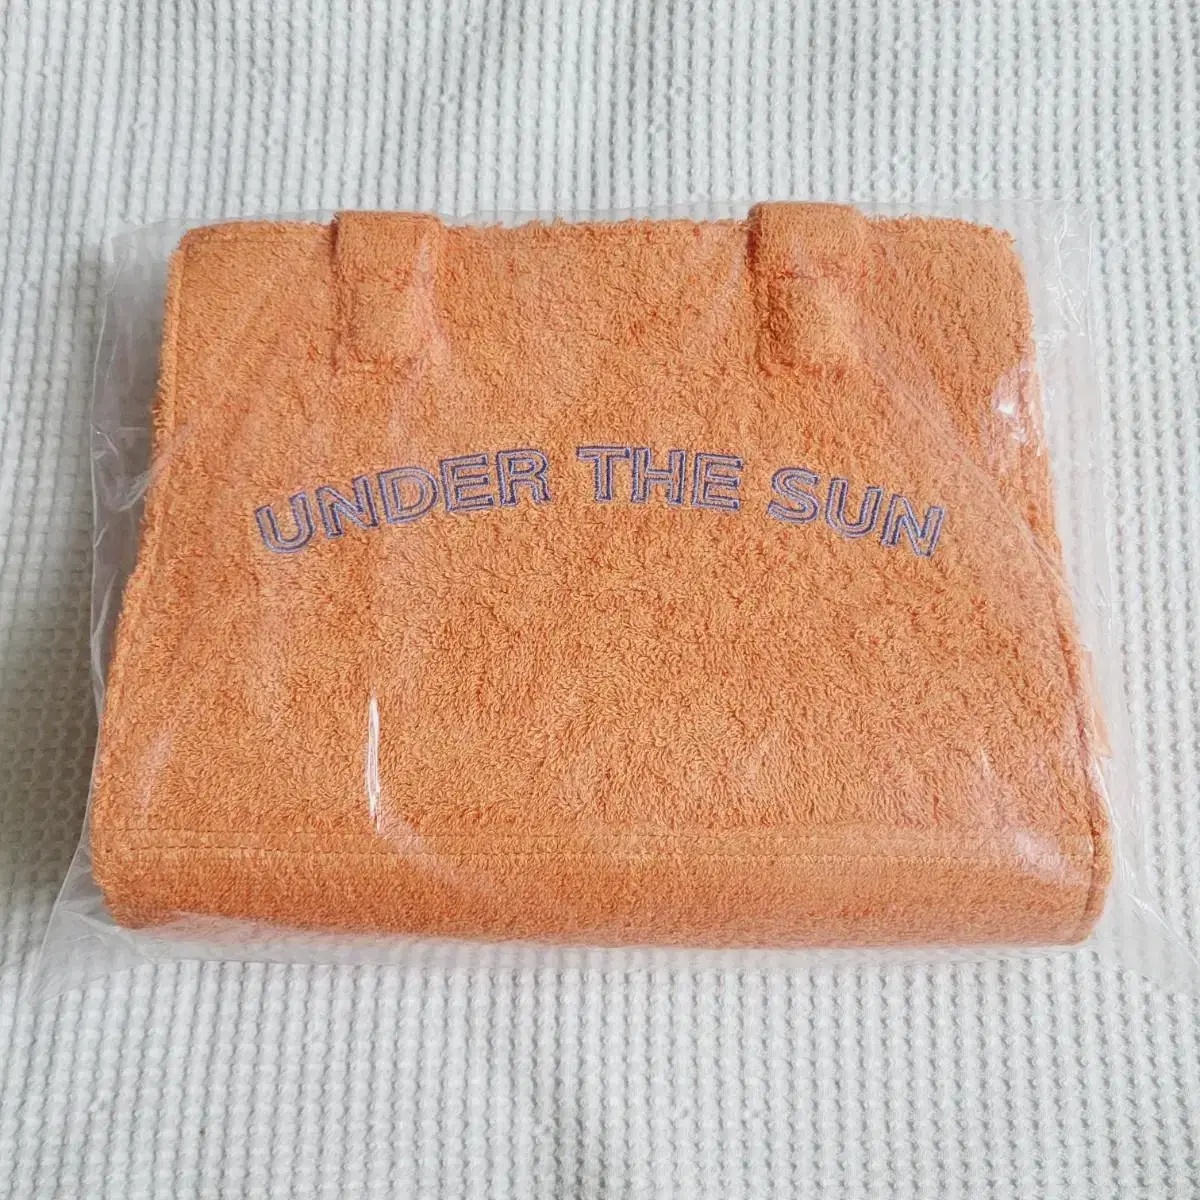 UNDER THE SUN